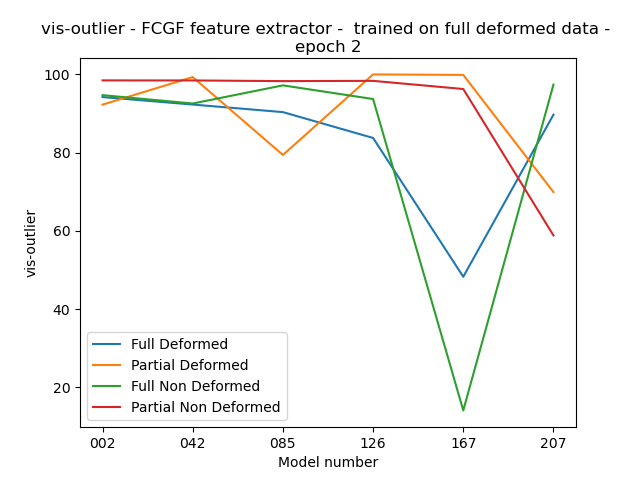 vis-outlier - FCGF feature extractor -  trained on full deformed data -
epoch 2
100
80
60
40
20
vis-outlier
Full Deformed
Partial Deformed
Full Non Deformed
Partial Non Deformed
002 042 085 126 167 207
Model number